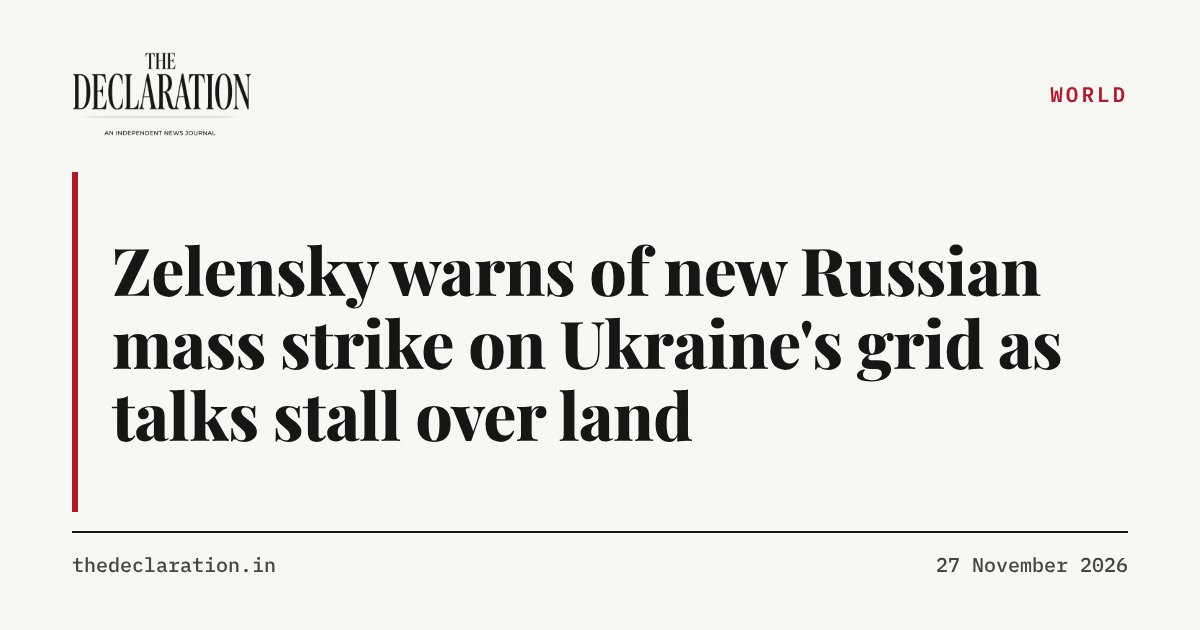 THE
DECLARATION
AN INDEPENDENT NEWS JOURNAL
WORLD
Zelensky warns of new Russian
mass strike on Ukraine's grid as
talks stall over land
thedeclaration.in
27 November 2026